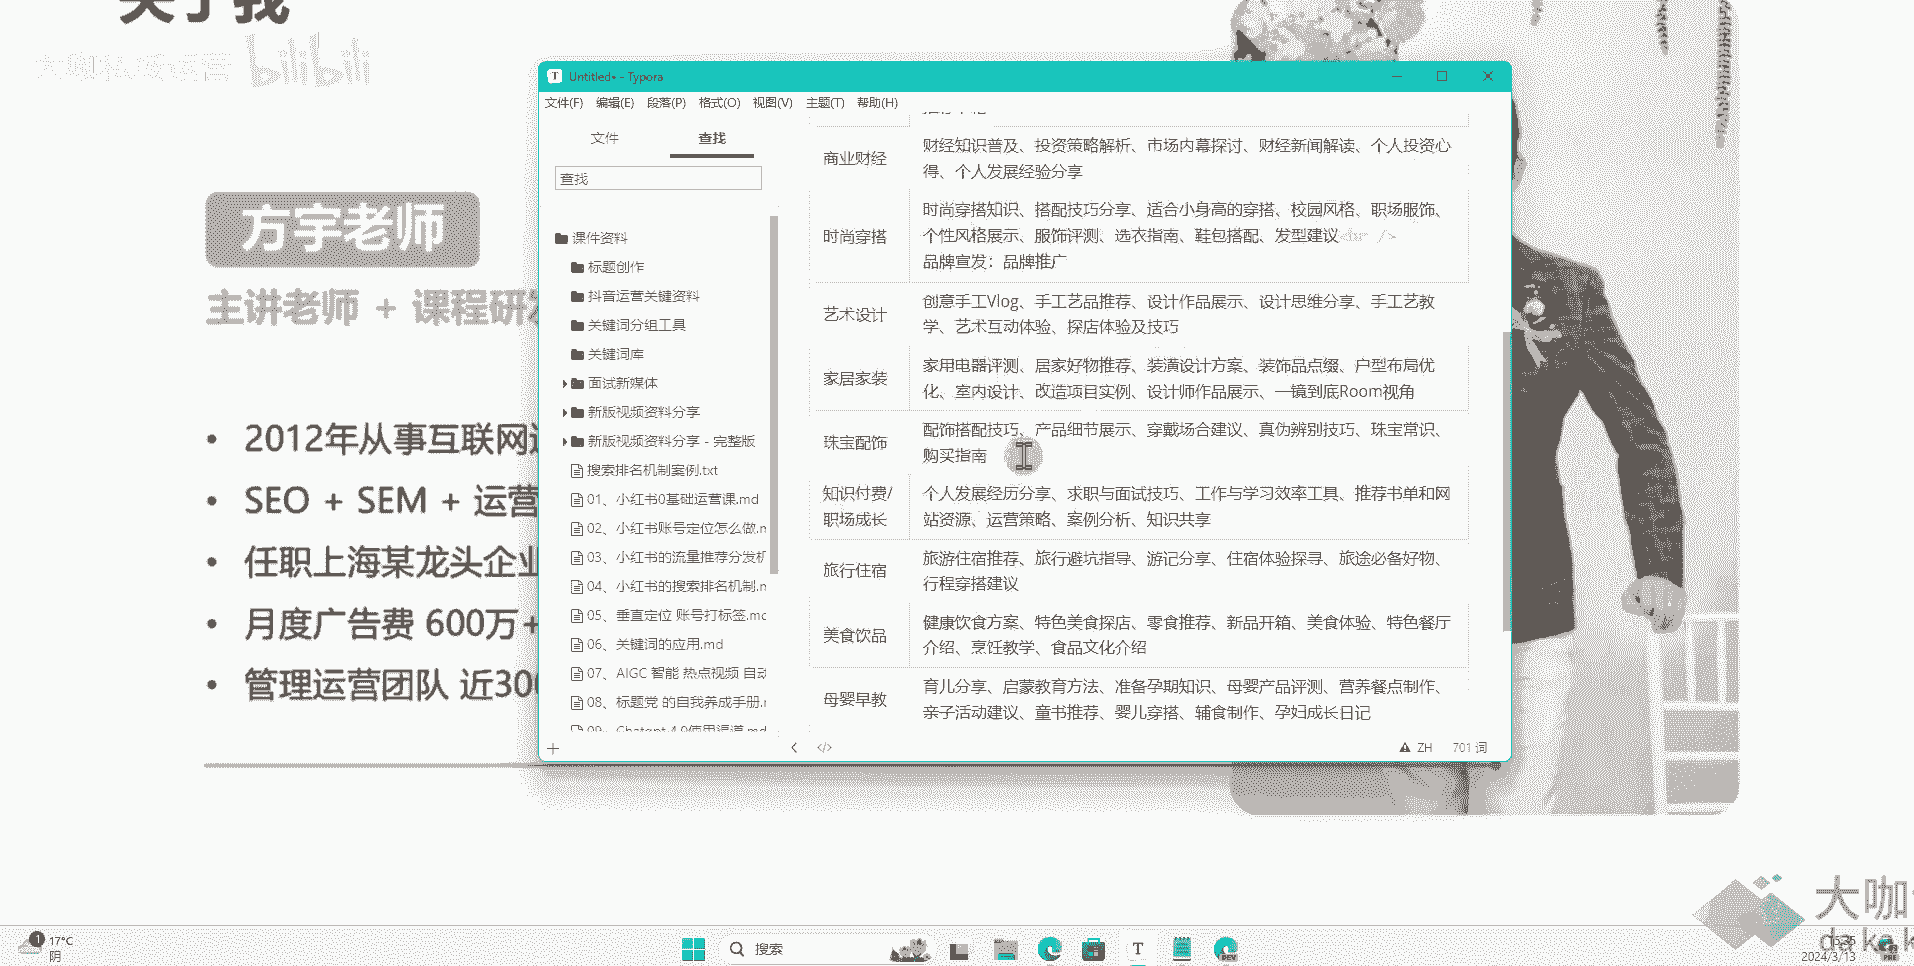 关于我
bilibili
方宇老师
主讲老师 + 课程研发
2012年从事互联网
SEO + SEM + 运营
任职上海某龙头企业
月度广告费 600万+
管理运营团队 近300
Untitled• - Typora
文件(F) 编辑(E) 段落(P) 格式(O) 视图(V) 主题(T) 帮助(H)
文件 查找
查找
课件资料
标题创作
抖音运营关键资料
关键词分组工具
关键词库
面试新媒体
新版视频资料分享
新版视频资料分享 - 完整版
搜索排名机制案例.txt
01、小红书0基础运营课.md
02、小红书账号定位怎么做.m
03、小红书的流量推荐分发机
04、小红书的搜索排名机制.m
05、垂直定位 账号打标签.mc
06、关键词的应用.md
07、AIGC 智能 热点视频 自动
08、标题党 的自我养成手册.r
09、Chatgpt 4.0使用渠道.md
商业财经
财经知识普及、投资策略解析、市场内幕探讨、财经新闻解读、个人投资心
得、个人发展经验分享
时尚穿搭
时尚穿搭知识、搭配技巧分享、适合小身高的穿搭、校园风格、职场服饰、
个性风格展示、服饰评测、选衣指南、鞋包搭配、发型建议<br />
品牌宣发：品牌推广
艺术设计
创意手工Vlog、手工艺品推荐、设计作品展示、设计思维分享、手工艺教
学、艺术互动体验、探店体验及技巧
家居家装
家用电器评测、居家好物推荐、装潢设计方案、装饰品点缀、户型布局优
化、室内设计、改造项目实例、设计师作品展示、一镜到底Room视角
珠宝配饰
配饰搭配技巧、产品细节展示、穿戴场合建议、真伪辨别技巧、珠宝常识、
购买指南
知识付费/
职场成长
个人发展经历分享、求职与面试技巧、工作与学习效率工具、推荐书单和网
站资源、运营策略、案例分析、知识共享
旅行住宿
旅游住宿推荐、旅行避坑指导、游记分享、住宿体验探寻、旅途必备好物、
行程穿搭建议
美食饮品
健康饮食方案、特色美食探店、零食推荐、新品开箱、美食体验、特色餐厅
介绍、烹饪教学、食品文化介绍
母婴早教
育儿分享、启蒙教育方法、准备孕期知识、母婴产品评测、营养餐点制作、
亲子活动建议、童书推荐、婴儿穿搭、辅食制作、孕妇成长日记
ZH 701 词
大咖
da ka k
1
17°C
阴
搜索
DEV
PRE
2024/3/13